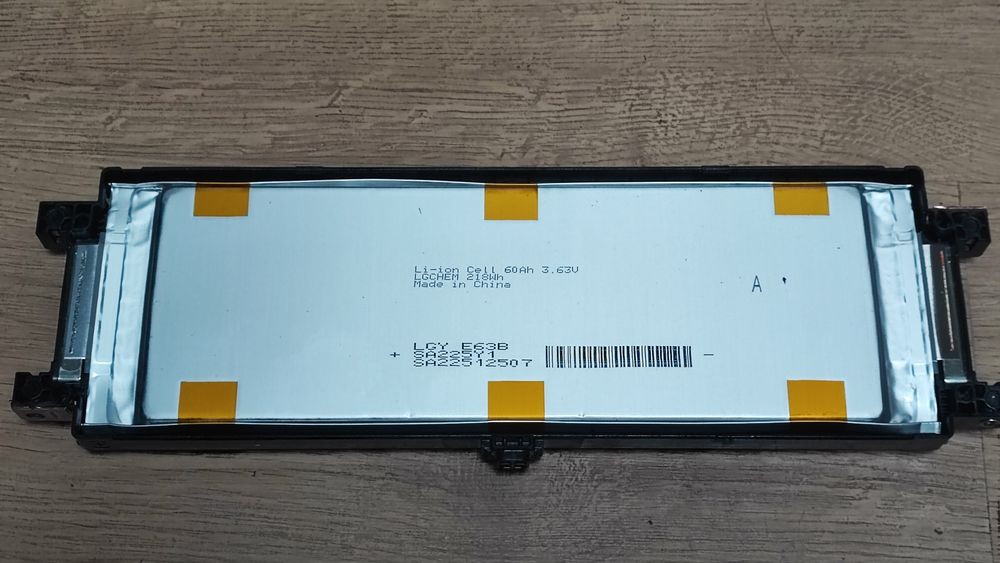 Li-ion Cell 60Ah 3.63V
LGCHEM 218Wh
Made in China
A
LGY E63B
+ SA225Y1 -
SA22512507